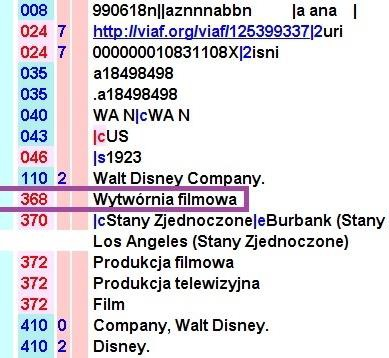 008 990618n||aznnnabbn |a ana |
024 7 http://viaf.org/viaf/125399337|2uri
024 7 000000010831108X|2isni
035 a18498498
035 .a18498498
040 WA N|cWA N
043 |cUS
046 |s1923
110 2 Walt Disney Company.
368 Wytwórnia filmowa
370 |cStany Zjednoczone|eBurbank (Stany
Los Angeles (Stany Zjednoczone)
372 Produkcja filmowa
372 Produkcja telewizyjna
372 Film
410 0 Company, Walt Disney.
410 2 Disney.